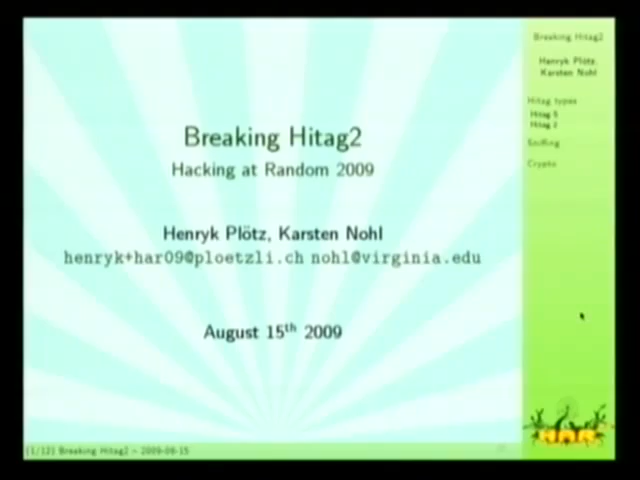 Breaking Hitag2
Hacking at Random 2009
Henryk Plötz, Karsten Nohl
henryk+har09@ploetzli.ch nohl@virginia.edu
August 15th 2009
Breaking Hitag2
Henryk Plötz,
Karsten Nohl
Hitag types
Hitag S
Hitag 2
Sniffing
Crypto
HAR
(1/12) Breaking Hitag2 – 2009-08-15